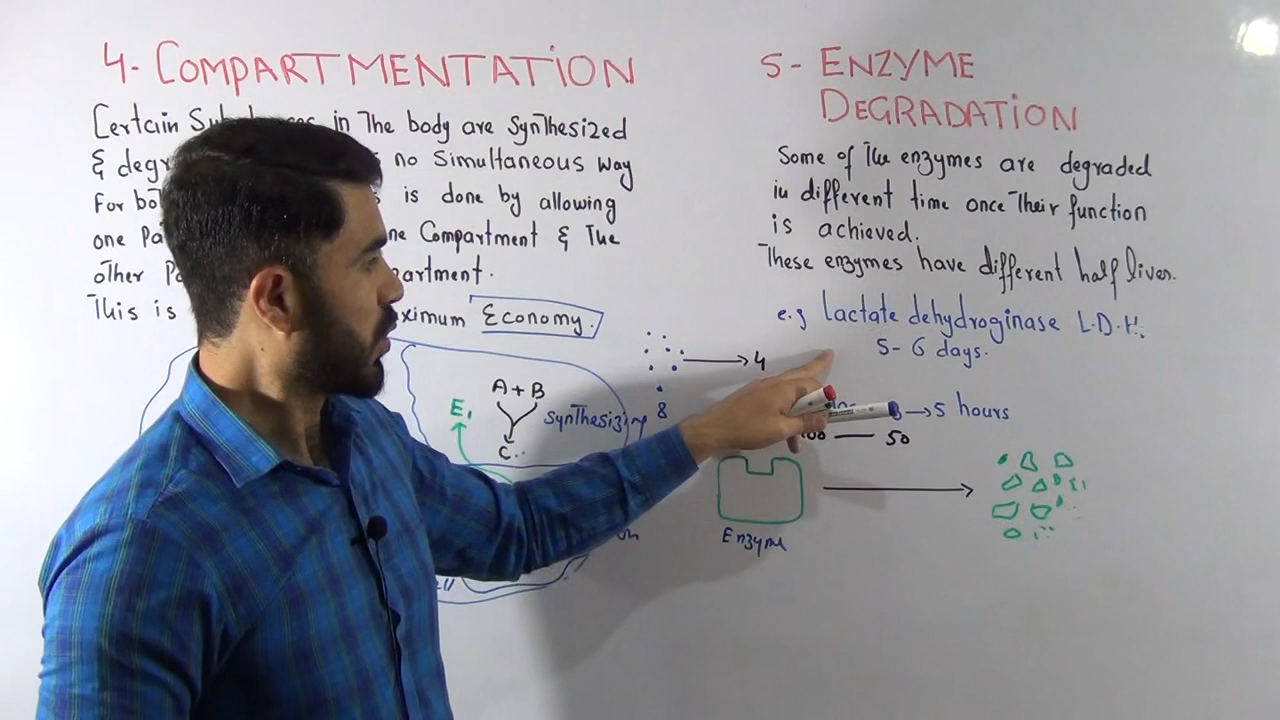 4- COMPARTMENTATION
Certain in The body are synThesized
& degr no Simultaneous way
For bo is done by allowing
one Pa ne Compartment & The
other Pa partment.
This is aximum Economy.
A + B
E1
synThesizing
C..
8
4
5- ENZYME
DEGRADATION
Some of The enzymes are degraded
in different time once Their function
is achieved.
These enzymes have different half lives.
e.g Lactate dehydroginase L.D.H.
5- 6 days.
5 hours
100 — 50
Enzyme